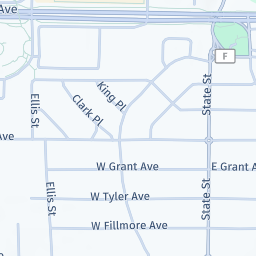 Ave
F
King Pl
Clark Pl
Ellis St
State St
Ave
W Grant Ave
E Grant A
Ellis St
W Tyler Ave
State St
W Fillmore Ave